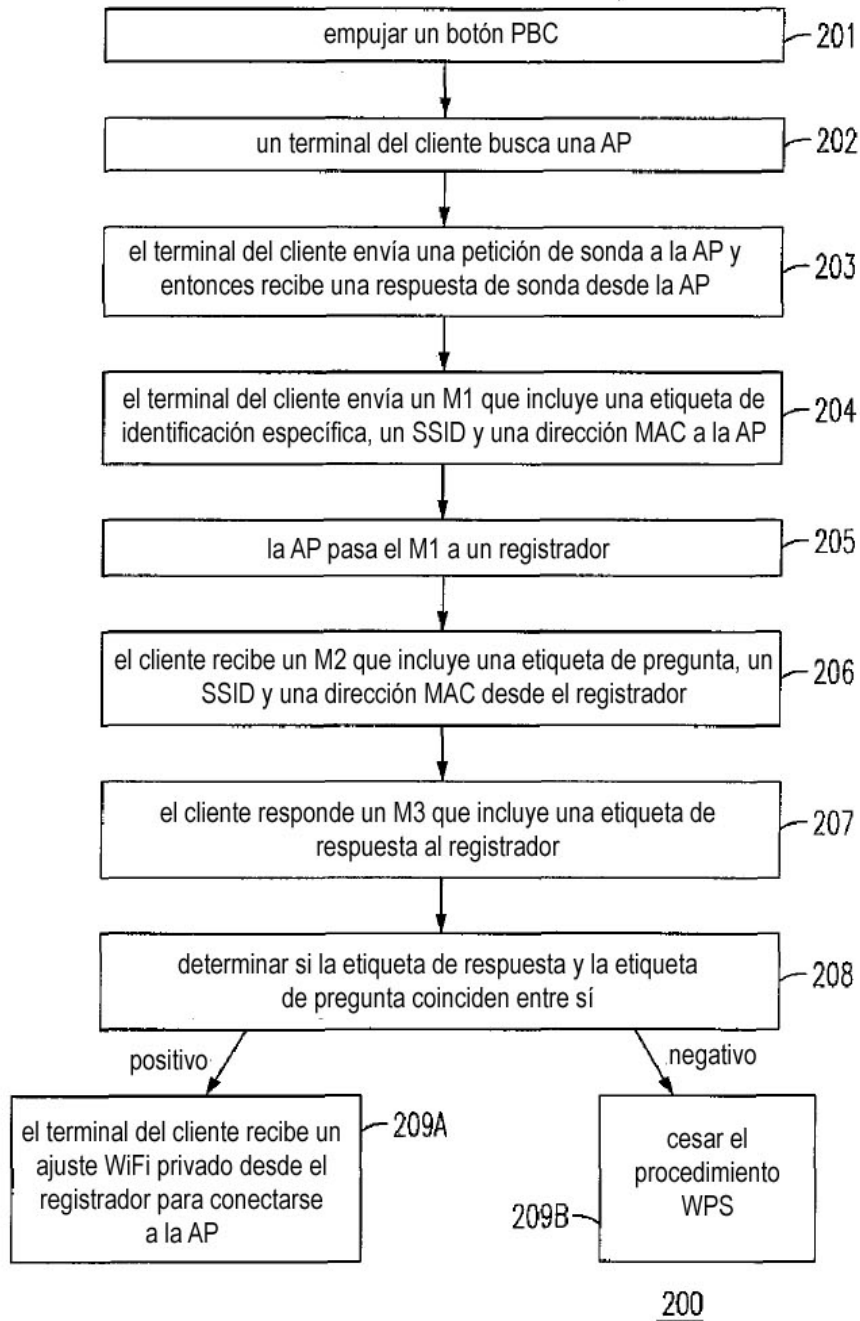 empujar un botón PBC
201
un terminal del cliente busca una AP
202
el terminal del cliente envía una petición de sonda a la AP y
entonces recibe una respuesta de sonda desde la AP
203
el terminal del cliente envía un M1 que incluye una etiqueta de
identificación específica, un SSID y una dirección MAC a la AP
204
la AP pasa el M1 a un registrador
205
el cliente recibe un M2 que incluye una etiqueta de pregunta, un
SSID y una dirección MAC desde el registrador
206
el cliente responde un M3 que incluye una etiqueta de
respuesta al registrador
207
determinar si la etiqueta de respuesta y la etiqueta
de pregunta coinciden entre sí
208
positivo
negativo
el terminal del cliente recibe un
ajuste WiFi privado desde el
registrador para conectarse
a la AP
209A
cesar el
procedimiento
WPS
209B
200